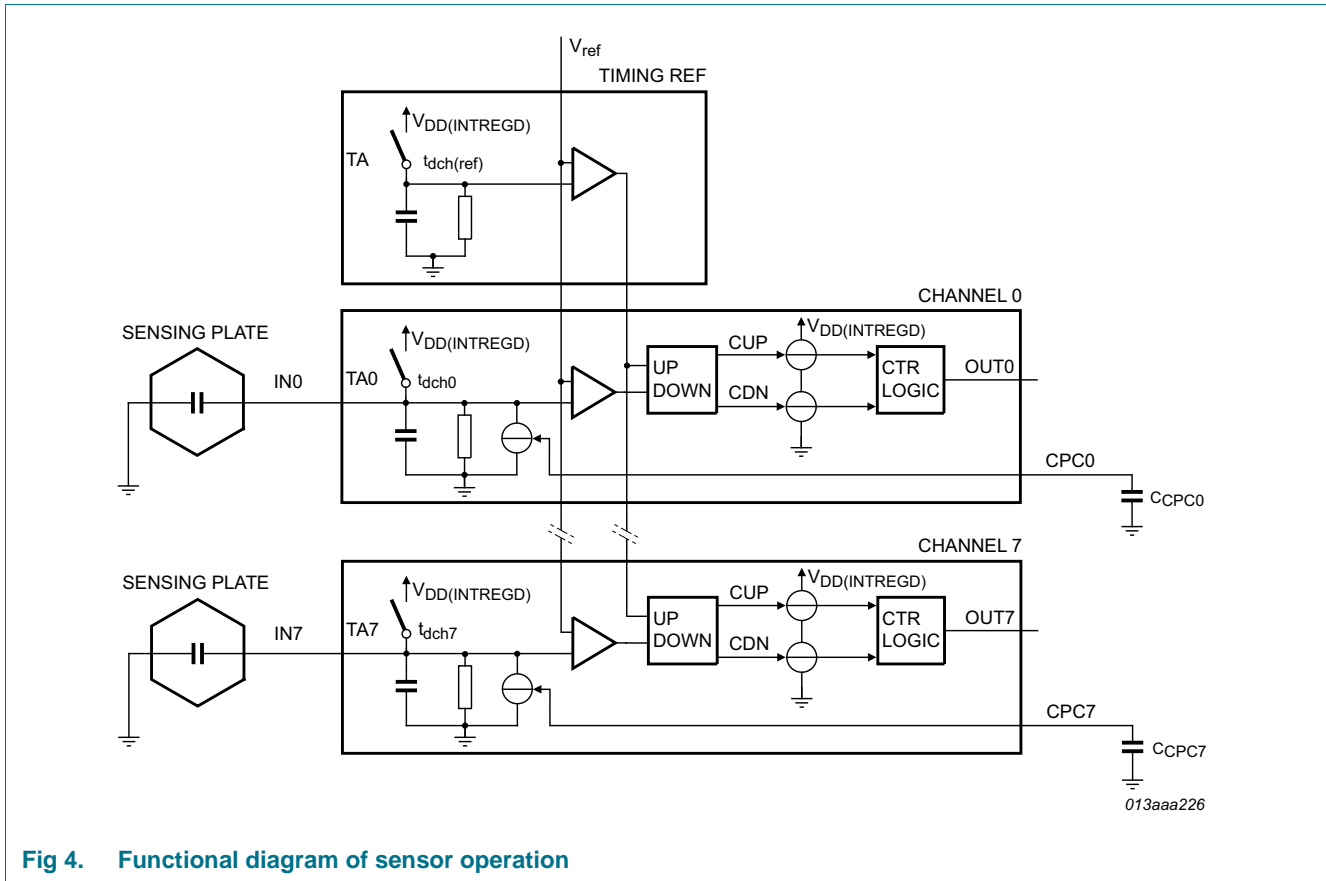 Vref
TIMING REF
VDD(INTREGD)
TA
tdch(ref)
CHANNEL 0
SENSING PLATE
VDD(INTREGD)
VDD(INTREGD)
IN0
TA0
tdch0
UP
DOWN
CUP
CDN
CTR
LOGIC
OUT0
CPC0
CCPC0
CHANNEL 7
SENSING PLATE
VDD(INTREGD)
VDD(INTREGD)
IN7
TA7
tdch7
UP
DOWN
CUP
CDN
CTR
LOGIC
OUT7
CPC7
CCPC7
013aaa226
Fig 4. Functional diagram of sensor operation